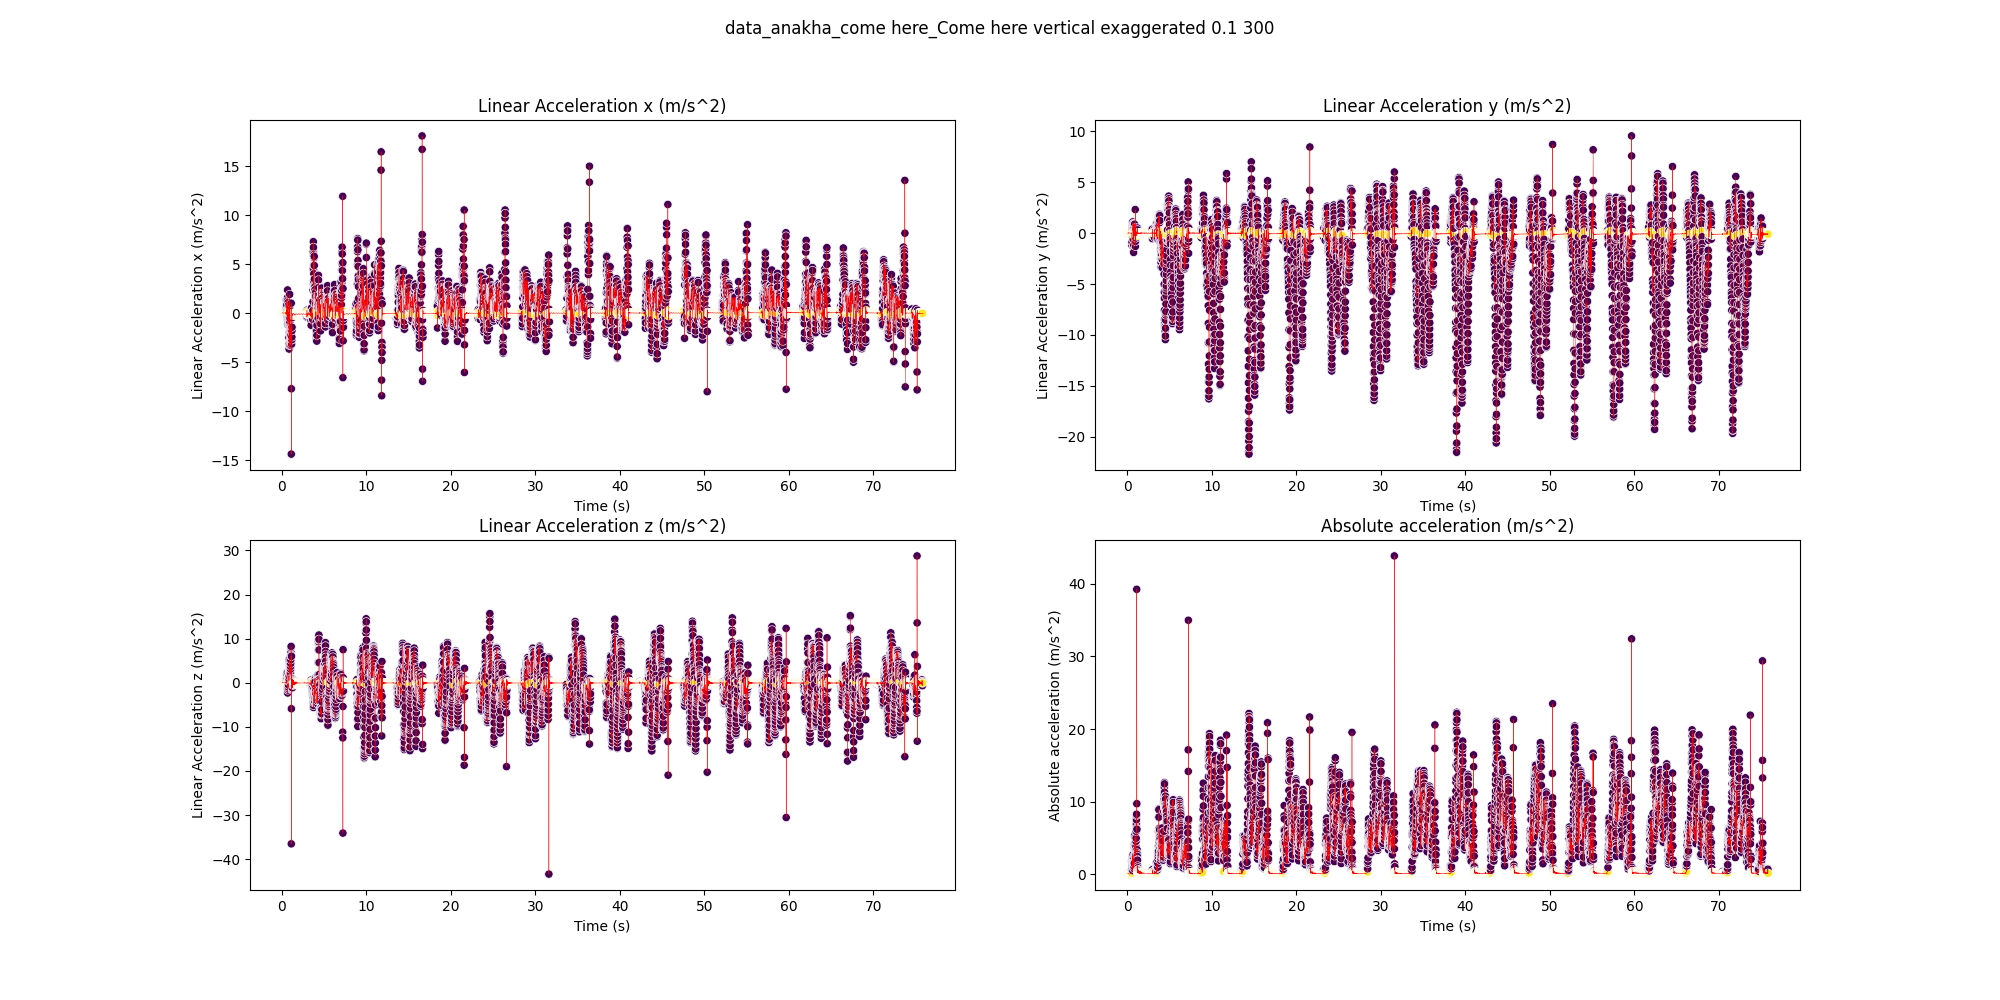 data_anakha_come here_Come here vertical exaggerated 0.1 300
Linear Acceleration x (m/s^2)
Linear Acceleration x (m/s^2)
15
10
5
0
−5
−10
−15
0 10 20 30 40 50 60 70
Time (s)
Linear Acceleration y (m/s^2)
Linear Acceleration y (m/s^2)
10
5
0
−5
−10
−15
−20
0 10 20 30 40 50 60 70
Time (s)
Linear Acceleration z (m/s^2)
Linear Acceleration z (m/s^2)
30
20
10
0
−10
−20
−30
−40
0 10 20 30 40 50 60 70
Time (s)
Absolute acceleration (m/s^2)
Absolute acceleration (m/s^2)
40
30
20
10
0
0 10 20 30 40 50 60 70
Time (s)